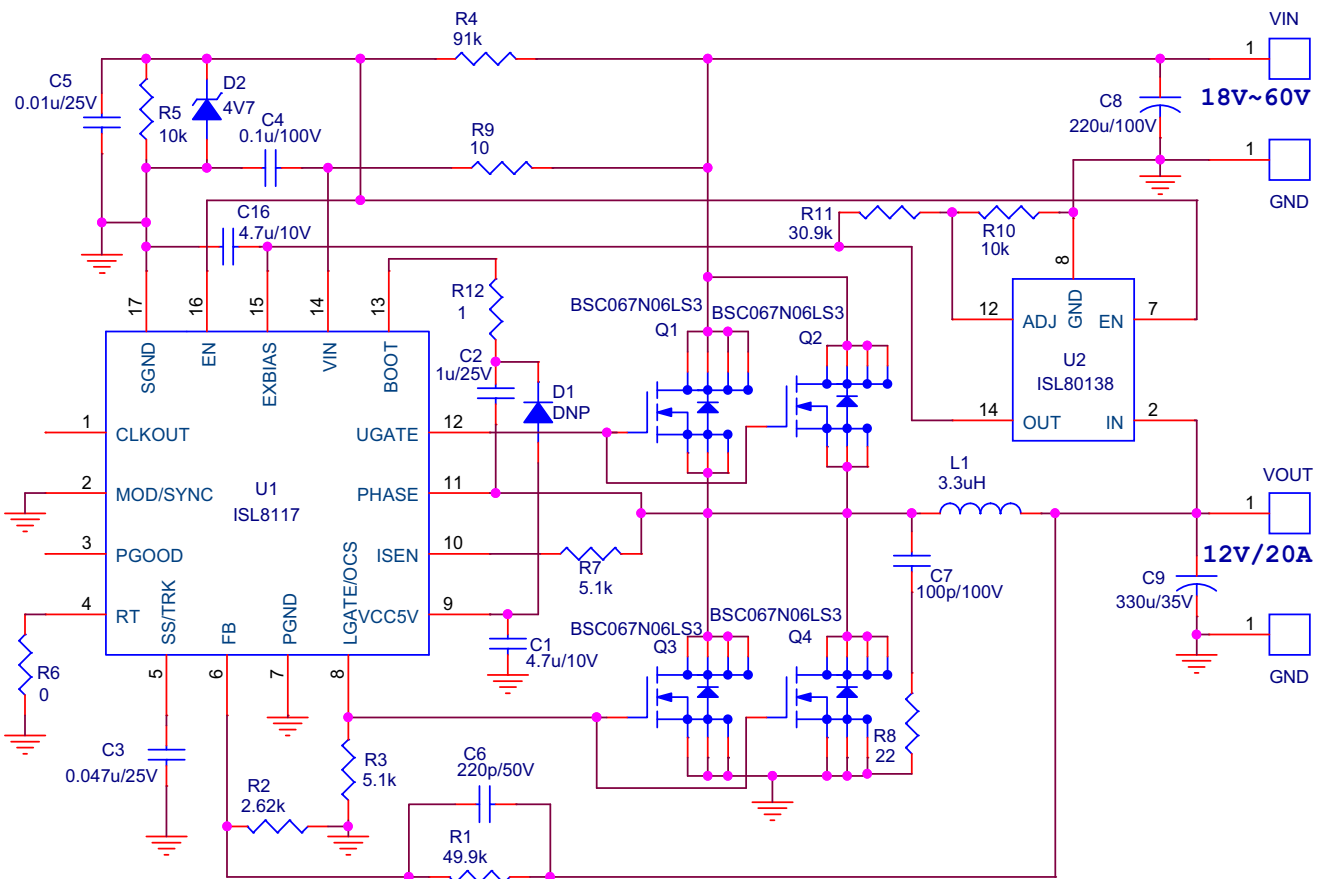 R4
91k
VIN
1
18V~60V
C5
0.01u/25V
R5
10k
D2
4V7
C4
0.1u/100V
R9
10
C8
220u/100V
1
GND
C16
4.7u/10V
R11
30.9k
R10
10k
17
16
15
14
13
SGND
EN
EXBIAS
VIN
BOOT
R12
1
C2
1u/25V
D1
DNP
BSC067N06LS3
Q1
BSC067N06LS3
Q2
8
GND
12
ADJ
EN
7
U2
ISL80138
14
OUT
IN
2
1
CLKOUT
UGATE
12
2
MOD/SYNC
PHASE
11
U1
ISL8117
3
PGOOD
ISEN
10
4
RT
VCC5V
9
SS/TRK
FB
PGND
LGATE/OCS
5
6
7
8
L1
3.3uH
VOUT
1
12V/20A
R7
5.1k
C7
100p/100V
C9
330u/35V
1
GND
C1
4.7u/10V
BSC067N06LS3
Q3
BSC067N06LS3
Q4
R6
0
R8
22
C3
0.047u/25V
R3
5.1k
R2
2.62k
C6
220p/50V
R1
49.9k